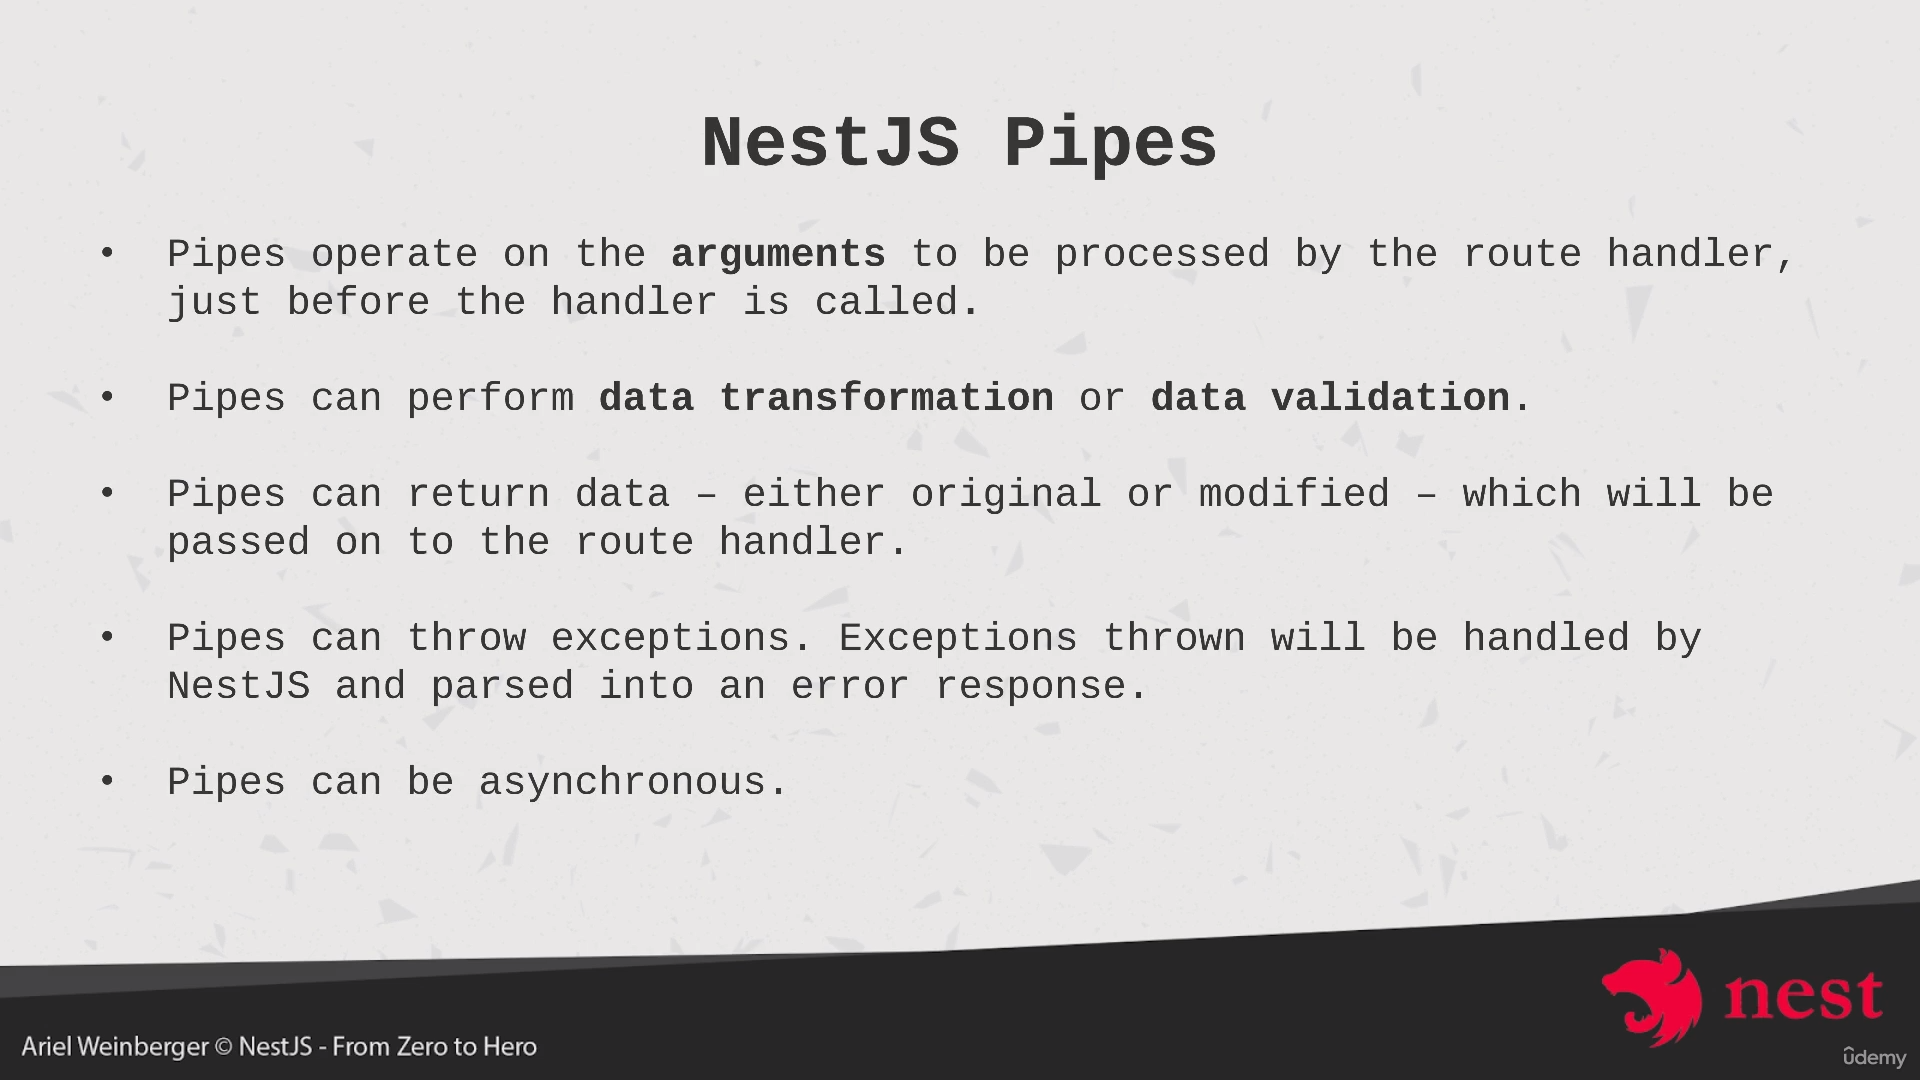 NestJS Pipes
• Pipes operate on the arguments to be processed by the route handler,
just before the handler is called.
• Pipes can perform data transformation or data validation.
• Pipes can return data – either original or modified – which will be
passed on to the route handler.
• Pipes can throw exceptions. Exceptions thrown will be handled by
NestJS and parsed into an error response.
• Pipes can be asynchronous.
nest
Ariel Weinberger © NestJS - From Zero to Hero
ûdemy